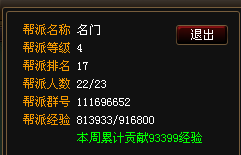 帮派名称 名门 退出
帮派等级 4
帮派排名 17
帮派人数 22/23
帮派群号 111696652
帮派经验 813933/916800
本周累计贡献93399经验